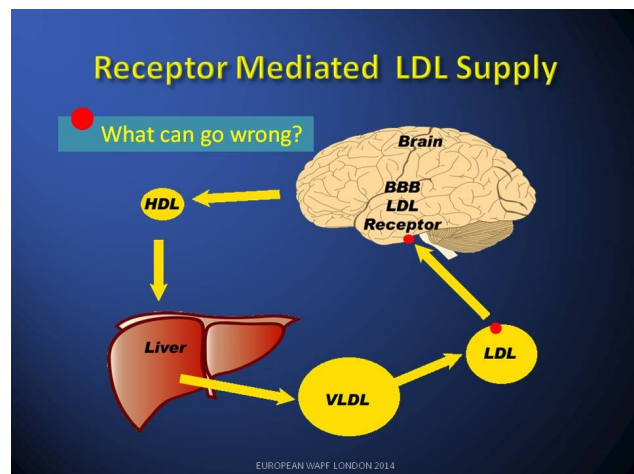 Receptor Mediated LDL Supply
What can go wrong?
Brain
BBB
LDL
Receptor
HDL
Liver
VLDL
LDL
EUROPEAN WAPF LONDON 2014